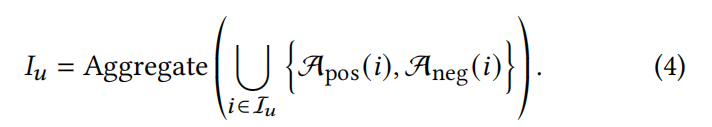 I_u = Aggregate ( ⋃_{i∈ℐ_u} { 𝒜_pos(i), 𝒜_neg(i) } ) . (4)